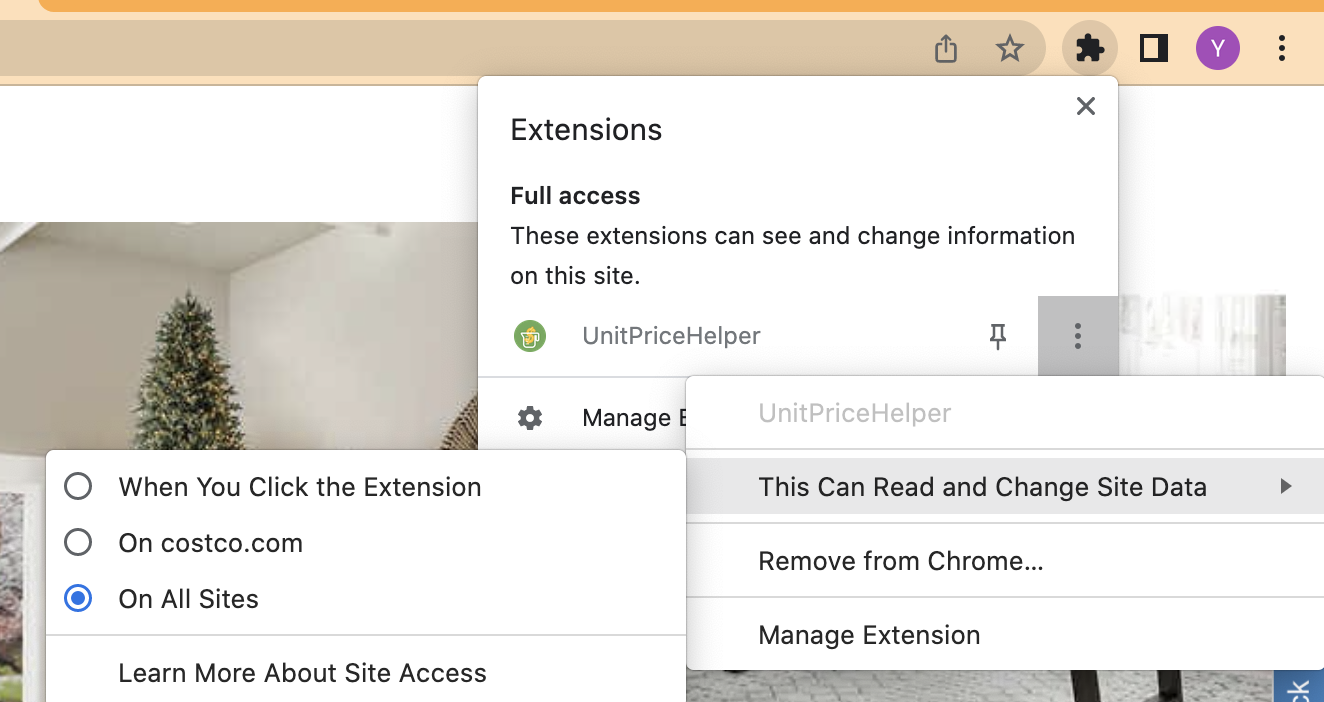 Y
Extensions
Full access
These extensions can see and change information
on this site.
UnitPriceHelper
Manage
UnitPriceHelper
This Can Read and Change Site Data
Remove from Chrome...
Manage Extension
When You Click the Extension
On costco.com
On All Sites
Learn More About Site Access